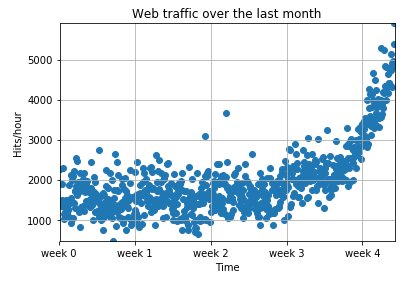 Web traffic over the last month
Hits/hour
5000
4000
3000
2000
1000
week 0 week 1 week 2 week 3 week 4
Time